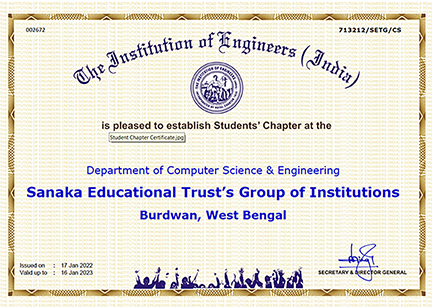 002672
713212/SETG/CS
The Institution of Engineers (India)
is pleased to establish Students' Chapter at the
Student Chapter Certificate.jpg
Department of Computer Science & Engineering
Sanaka Educational Trust's Group of Institutions
Burdwan, West Bengal
Issued on : 17 Jan 2022
Valid up to : 16 Jan 2023
SECRETARY & DIRECTOR GENERAL